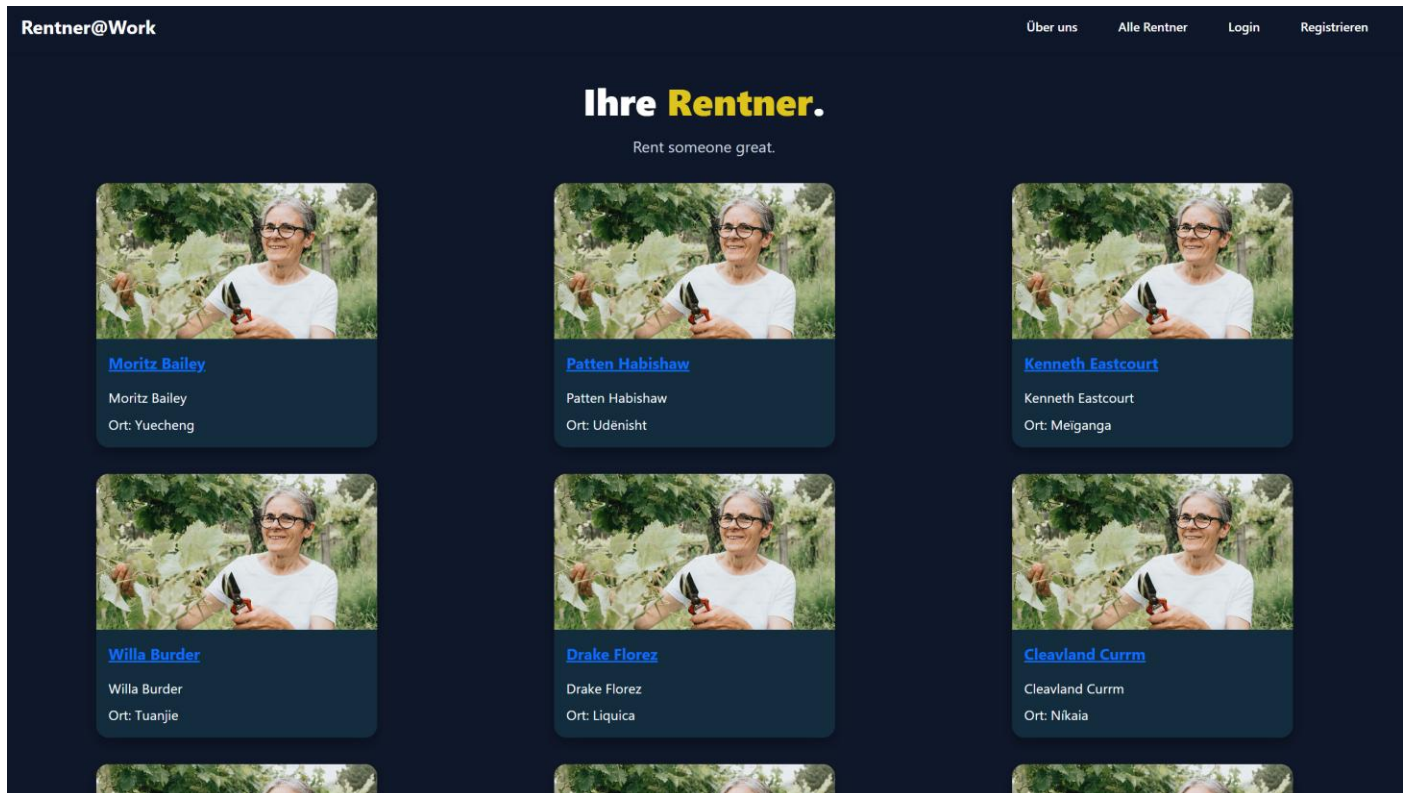 Rentner@Work
Über uns
Alle Rentner
Login
Registrieren
Ihre Rentner.
Rent someone great.
Moritz Bailey
Moritz Bailey
Ort: Yuecheng
Patten Habishaw
Patten Habishaw
Ort: Udënisht
Kenneth Eastcourt
Kenneth Eastcourt
Ort: Meïganga
Willa Burder
Willa Burder
Ort: Tuanjie
Drake Florez
Drake Florez
Ort: Liquica
Cleavland Currm
Cleavland Currm
Ort: Níkaia